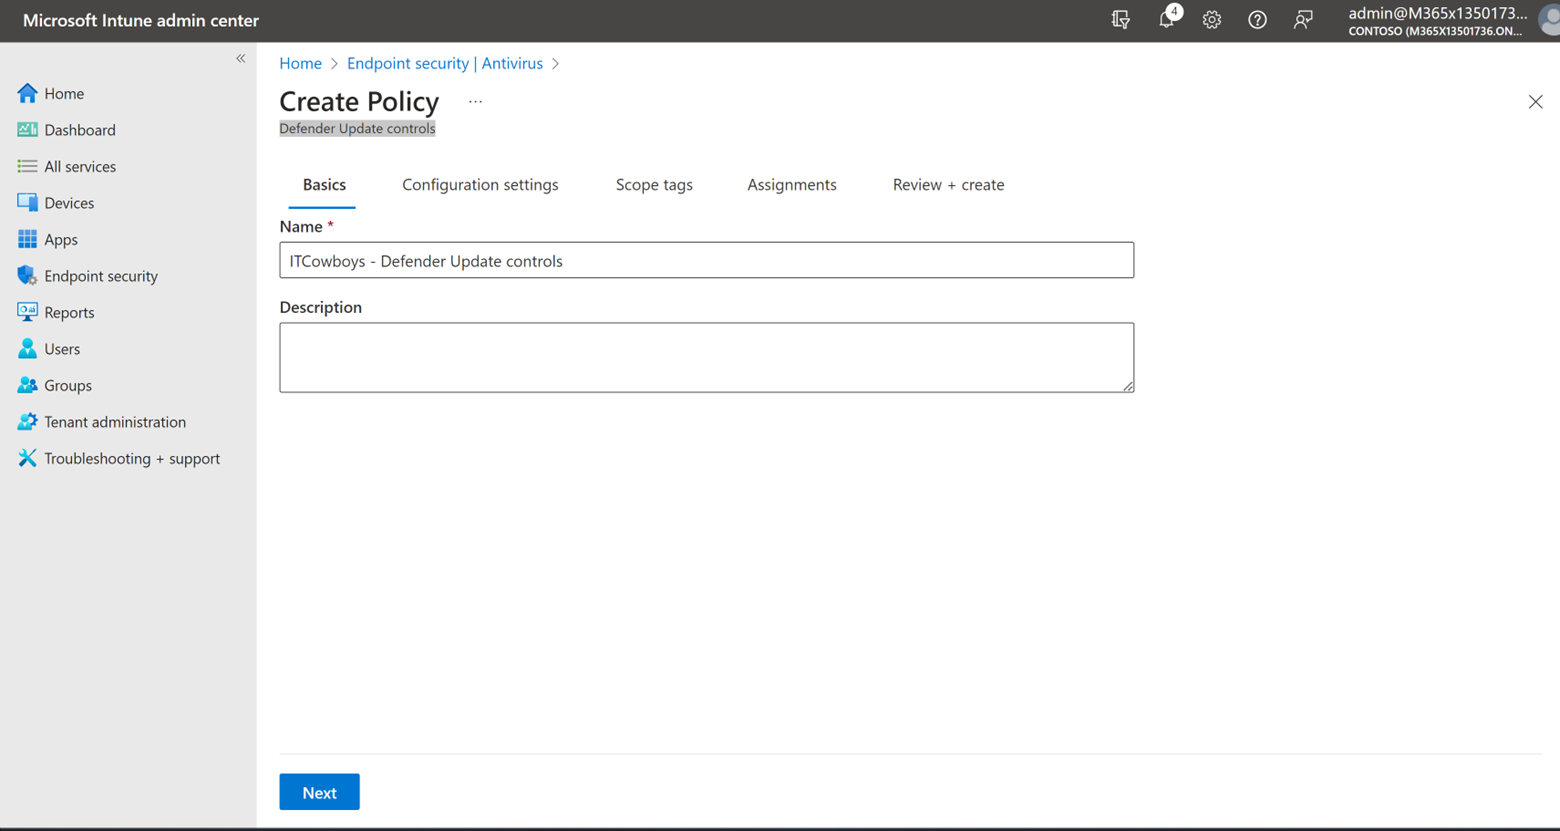 Microsoft Intune admin center
4
admin@M365x1350173...
CONTOSO (M365X13501736.ON...
«
Home
Dashboard
All services
Devices
Apps
Endpoint security
Reports
Users
Groups
Tenant administration
Troubleshooting + support
Home > Endpoint security | Antivirus >
Create Policy ...
Defender Update controls
Basics Configuration settings Scope tags Assignments Review + create
Name *
ITCowboys - Defender Update controls
Description
Next